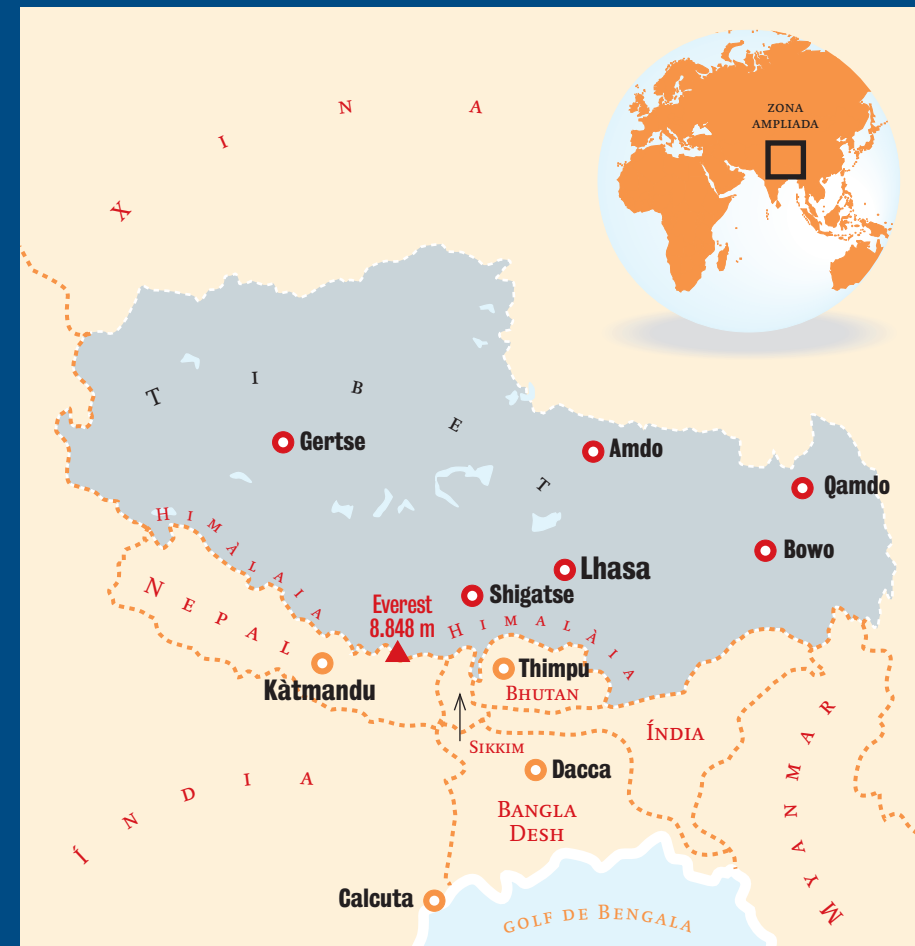 ZONA
AMPLIADA
XINA
TIBET
Gertse
Amdo
Qamdo
Bowo
Lhasa
Shigatse
HIMÀLAIA
HIMALÀIA
Everest
8.848 m
NEPAL
Kàtmandu
Thimpu
BHUTAN
SIKKIM
ÍNDIA
Dacca
BANGLA
DESH
ÍNDIA
MYANMAR
Calcuta
GOLF DE BENGALA